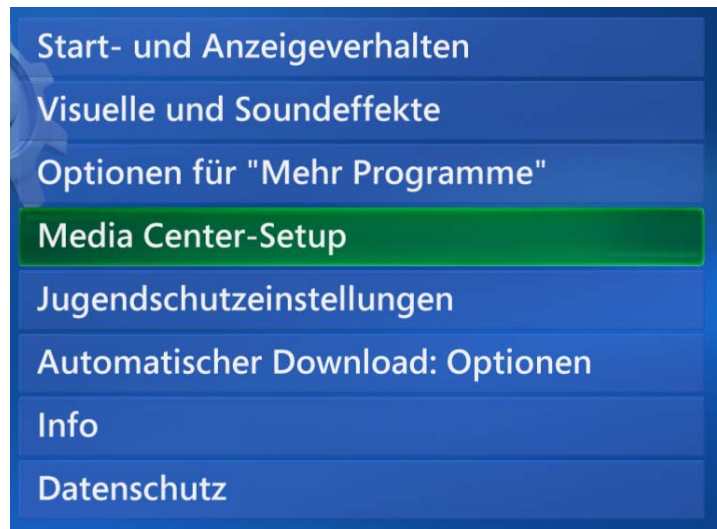 Start- und Anzeigeverhalten
Visuelle und Soundeffekte
Optionen für "Mehr Programme"
Media Center-Setup
Jugendschutzeinstellungen
Automatischer Download: Optionen
Info
Datenschutz